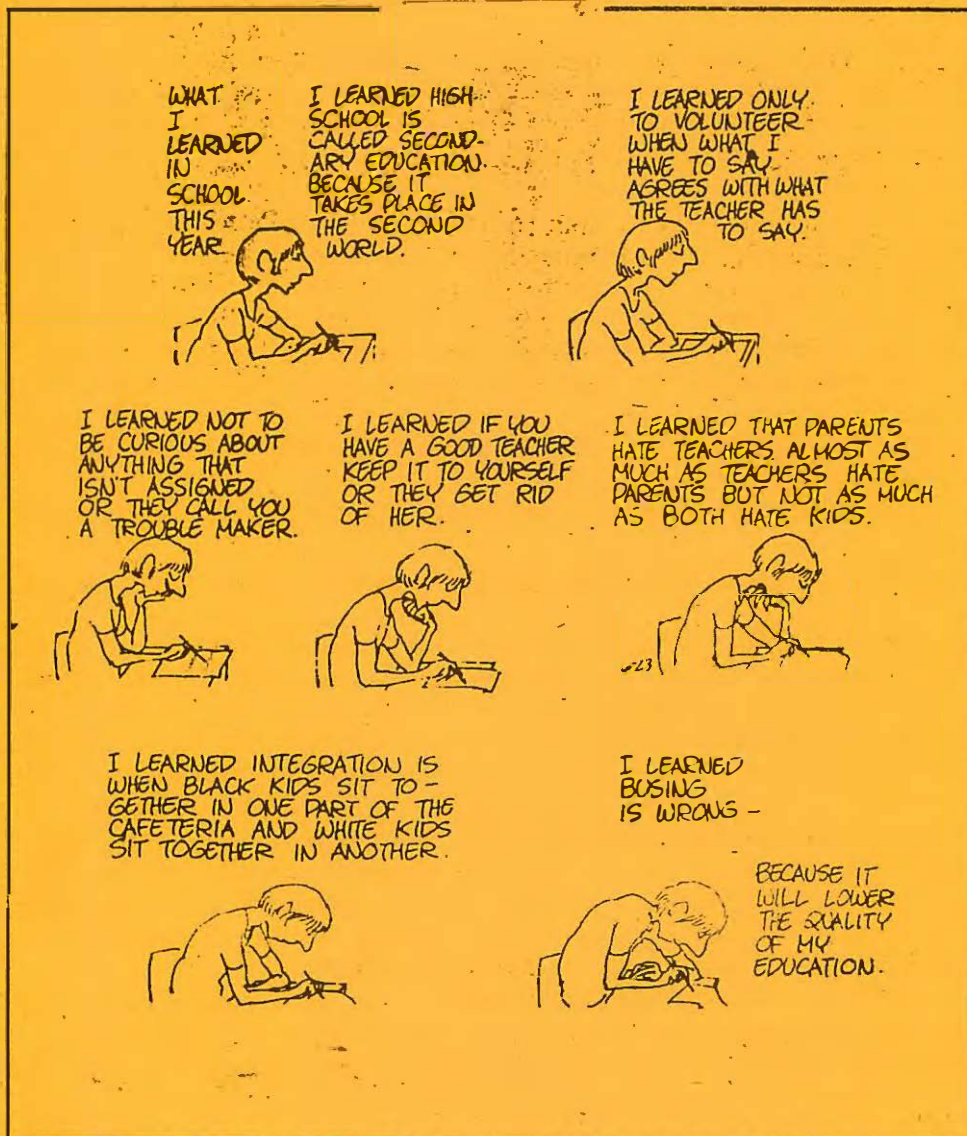 WHAT
I
LEARNED
IN
SCHOOL
THIS
YEAR.
I LEARNED HIGH
SCHOOL IS
CALLED SECOND-
ARY EDUCATION
BECAUSE IT
TAKES PLACE IN
THE SECOND
WORLD.
I LEARNED ONLY
TO VOLUNTEER
WHEN WHAT I
HAVE TO SAY
AGREES WITH WHAT
THE TEACHER HAS
TO SAY.
I LEARNED NOT TO
BE CURIOUS ABOUT
ANYTHING THAT
ISN'T ASSIGNED
OR THEY CALL YOU
A TROUBLE MAKER.
I LEARNED IF YOU
HAVE A GOOD TEACHER
KEEP IT TO YOURSELF
OR THEY GET RID
OF HER.
I LEARNED THAT PARENTS
HATE TEACHERS ALMOST AS
MUCH AS TEACHERS HATE
PARENTS BUT NOT AS MUCH
AS BOTH HATE KIDS.
6-23
I LEARNED INTEGRATION IS
WHEN BLACK KIDS SIT TO-
GETHER IN ONE PART OF THE
CAFETERIA AND WHITE KIDS
SIT TOGETHER IN ANOTHER.
I LEARNED
BUSING
IS WRONG -
BECAUSE IT
WILL LOWER
THE QUALITY
OF MY
EDUCATION.